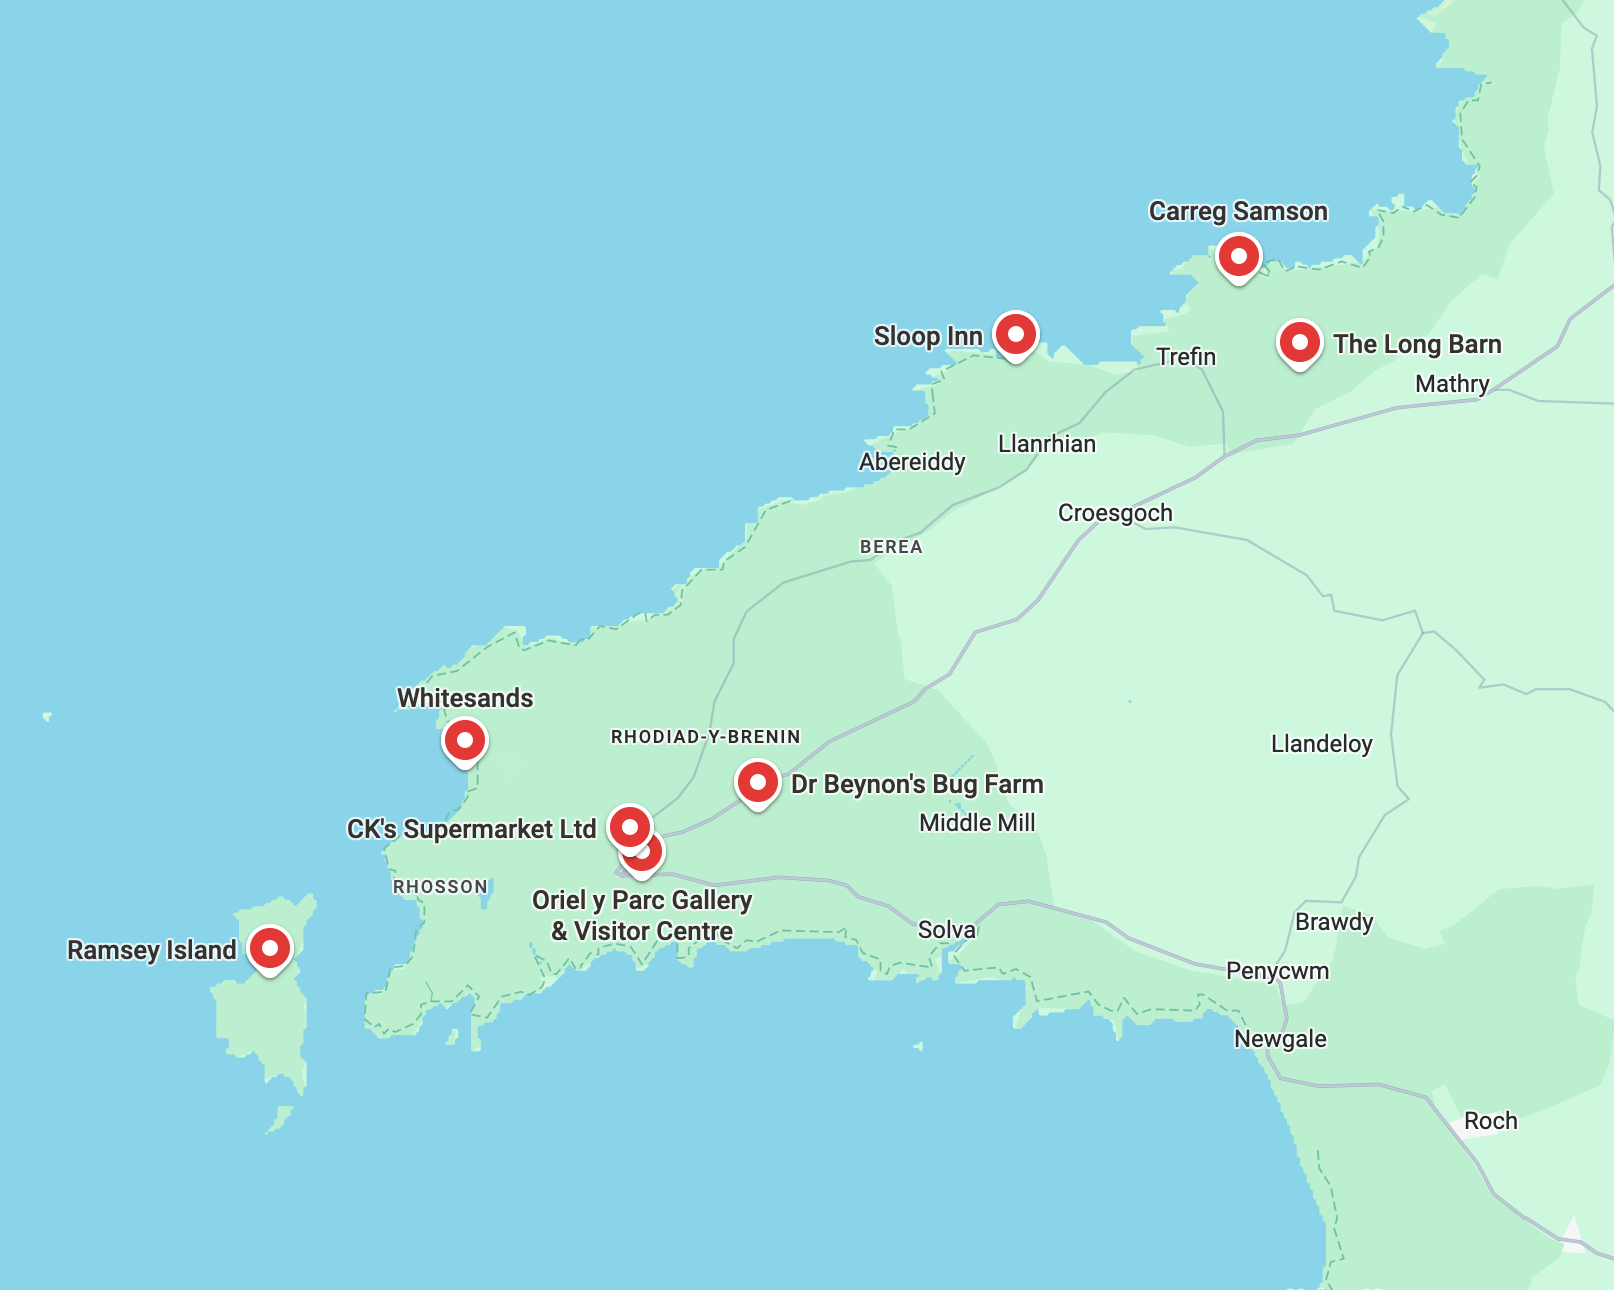 Carreg Samson
Sloop Inn
The Long Barn
Trefin
Mathry
Llanrhian
Abereiddy
Croesgoch
BEREA
Whitesands
RHODIAD-Y-BRENIN
Llandeloy
Dr Beynon's Bug Farm
Middle Mill
CK's Supermarket Ltd
RHOSSON
Oriel y Parc Gallery
& Visitor Centre
Solva
Brawdy
Ramsey Island
Penycwm
Newgale
Roch